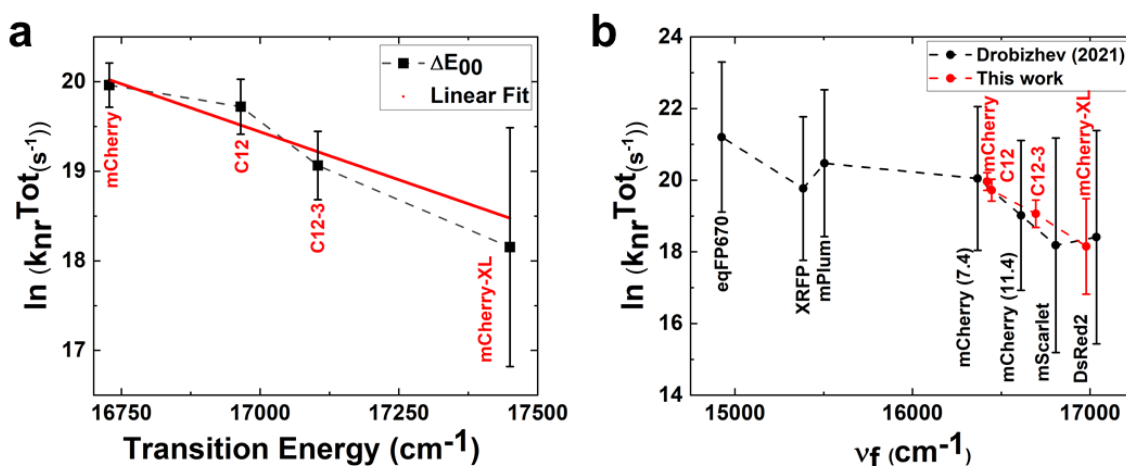 a
ln (knrTot(s-1))
20
19
18
17
ΔE00
Linear Fit
mCherry
C12
C12-3
mCherry-XL
16750
17000
17250
17500
Transition Energy (cm-1)
b
ln (knrTot(s-1))
24
22
20
18
16
14
Drobizhev (2021)
This work
eqFP670
XRFP
mPlum
mCherry (7.4)
mCherry (11.4)
mScarlet
DsRed2
mCherry
C12
C12-3
mCherry-XL
15000
16000
17000
νf (cm-1)